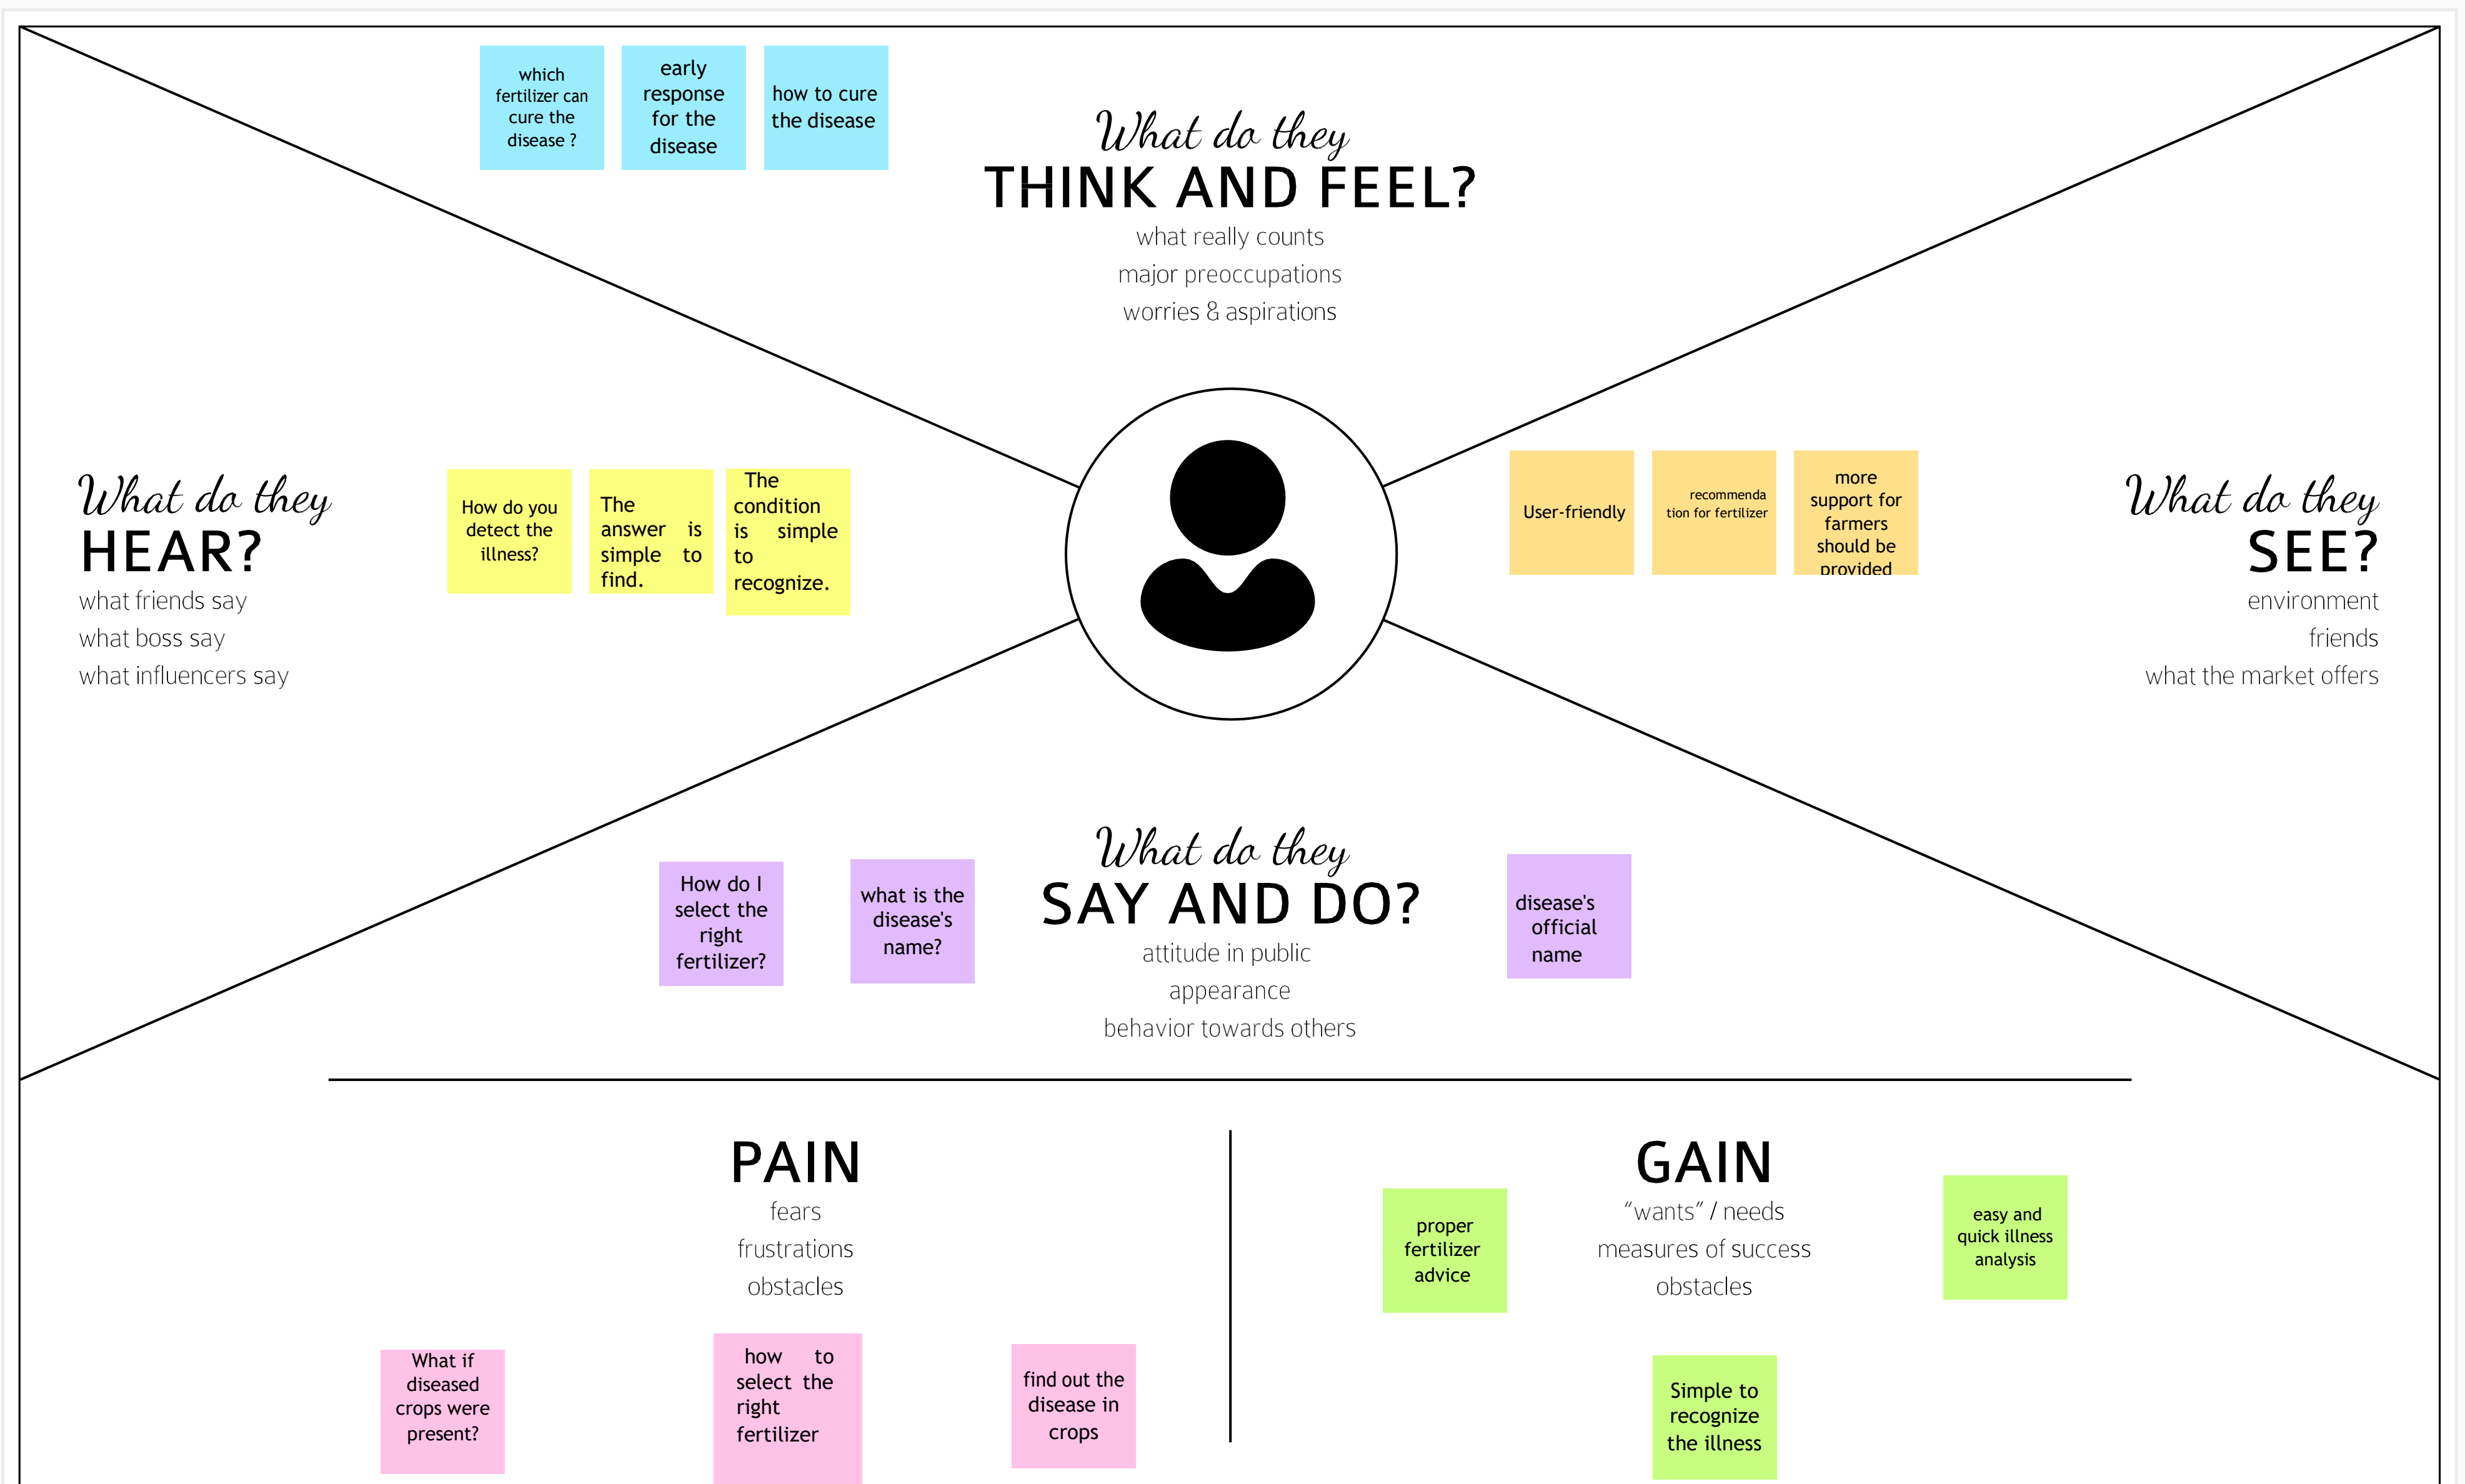 which
fertilizer can
cure the
disease ?
early
response
for the
disease
how to cure
the disease
What do they
THINK AND FEEL?
what really counts
major preoccupations
worries & aspirations
What do they
HEAR?
what friends say
what boss say
what influencers say
How do you
detect the
illness?
The
answer is
simple to
find.
The
condition
is simple
to
recognize.
User-friendly
recommenda
tion for fertilizer
more
support for
farmers
should be
provided
What do they
SEE?
environment
friends
what the market offers
How do I
select the
right
fertilizer?
what is the
disease's
name?
What do they
SAY AND DO?
attitude in public
appearance
behavior towards others
disease's
official
name
PAIN
fears
frustrations
obstacles
What if
diseased
crops were
present?
how to
select the
right
fertilizer
find out the
disease in
crops
GAIN
“wants” / needs
measures of success
obstacles
proper
fertilizer
advice
easy and
quick illness
analysis
Simple to
recognize
the illness